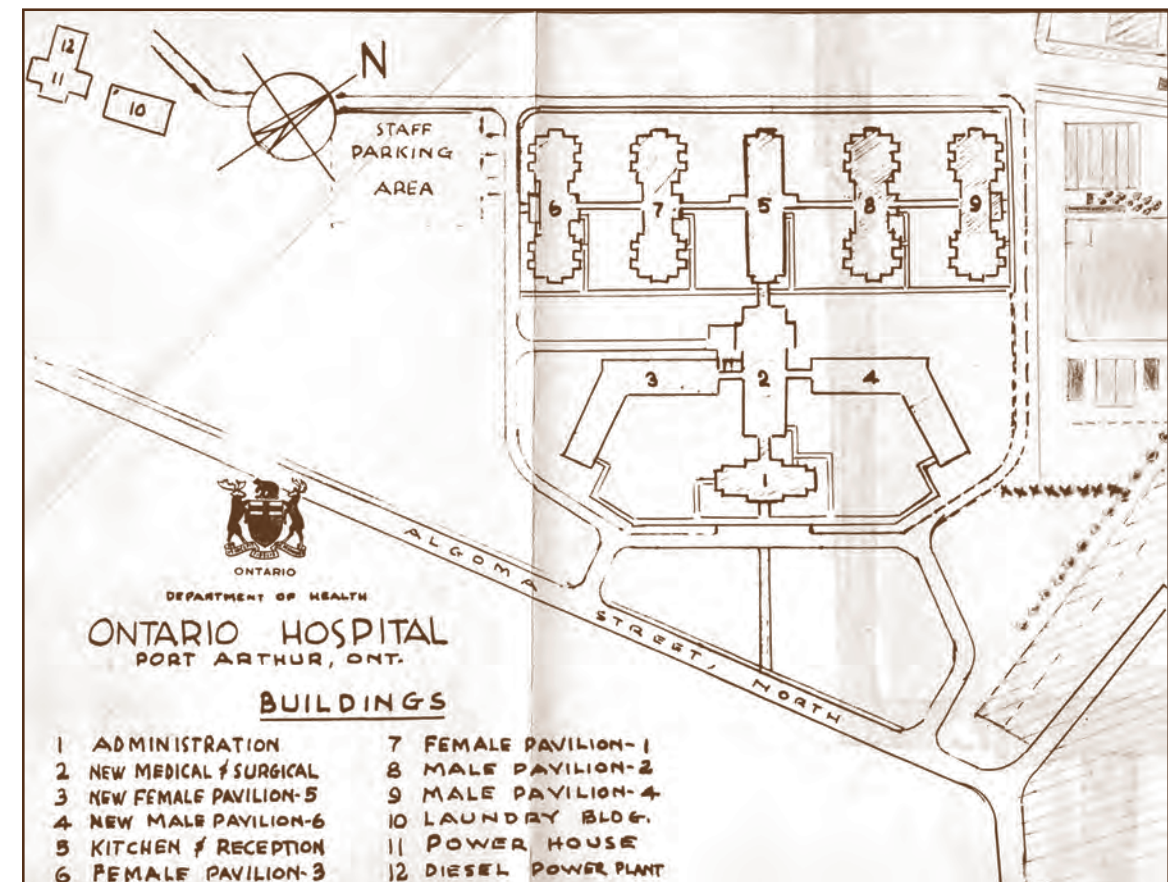 12
11
10
N
STAFF
PARKING
AREA
6
7
5
8
9
3
2
4
1
ALGOMA STREET, NORTH
ONTARIO
DEPARTMENT OF HEALTH
ONTARIO HOSPITAL
PORT ARTHUR, ONT.
BUILDINGS
1 ADMINISTRATION
2 NEW MEDICAL & SURGICAL
3 NEW FEMALE PAVILION-5
4 NEW MALE PAVILION-6
5 KITCHEN & RECEPTION
6 FEMALE PAVILION-3
7 FEMALE PAVILION-1
8 MALE PAVILION-2
9 MALE PAVILION-4
10 LAUNDRY BLDG.
11 POWER HOUSE
12 DIESEL POWER PLANT